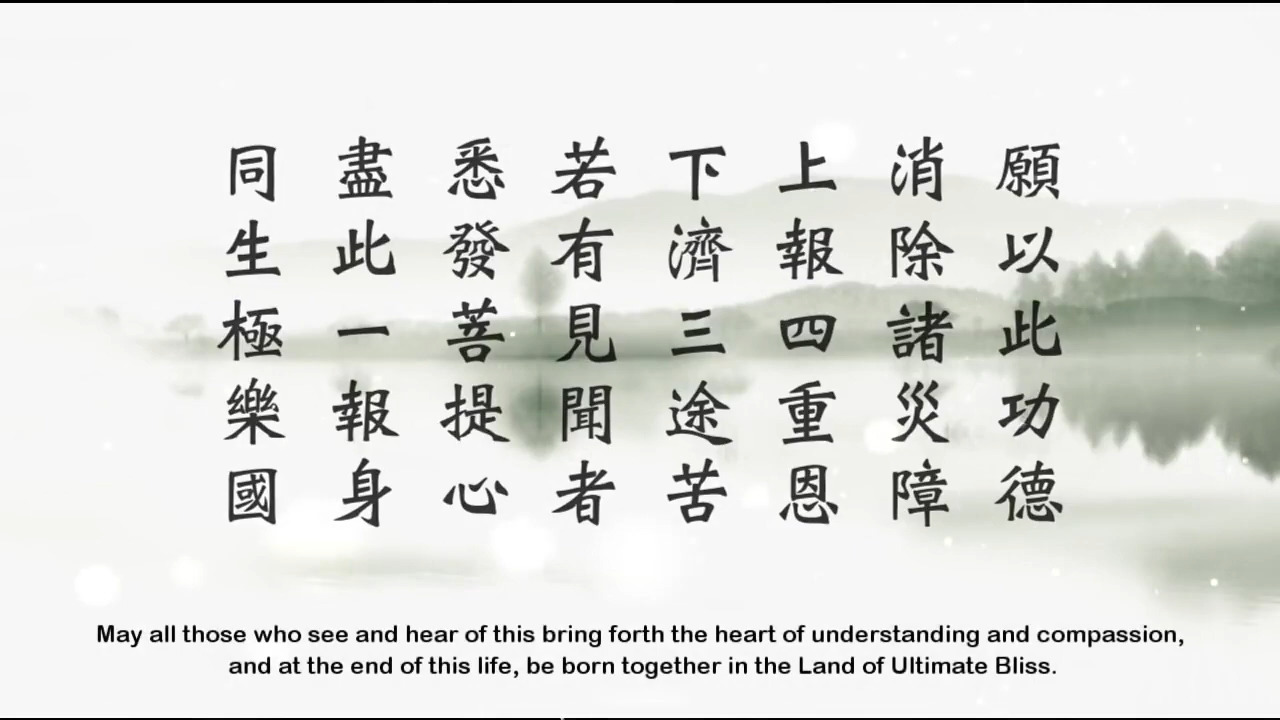 願以此功德
消除諸災障
上報四重恩
下濟三途苦
若有見聞者
悉發菩提心
盡此一報身
同生極樂國
May all those who see and hear of this bring forth the heart of understanding and compassion,
and at the end of this life, be born together in the Land of Ultimate Bliss.